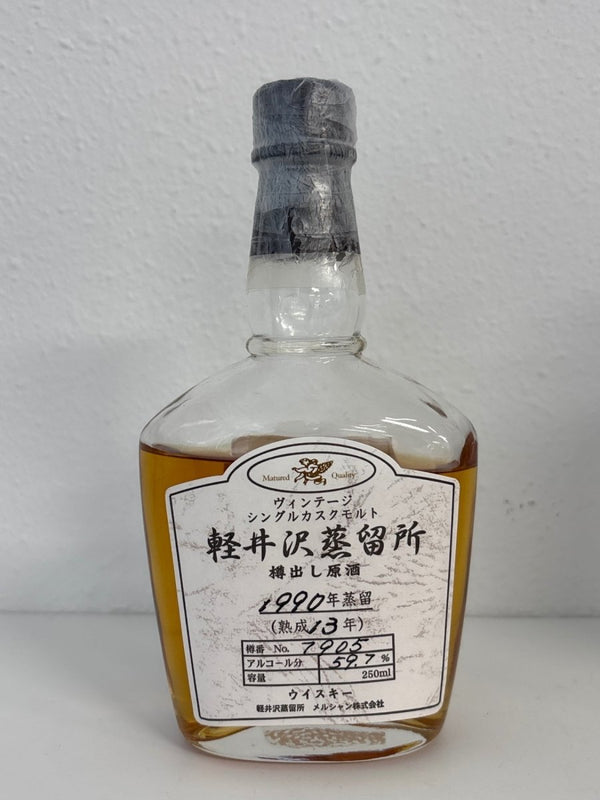 Matured Quality
ヴィンテージ
シングルカスクモルト
軽井沢蒸留所
樽出し原酒
1990年蒸留
(熟成13年)
樽番 No. 7905
アルコール分 59.7 %
容量 250ml
ウイスキー
軽井沢蒸留所 メルシャン株式会社